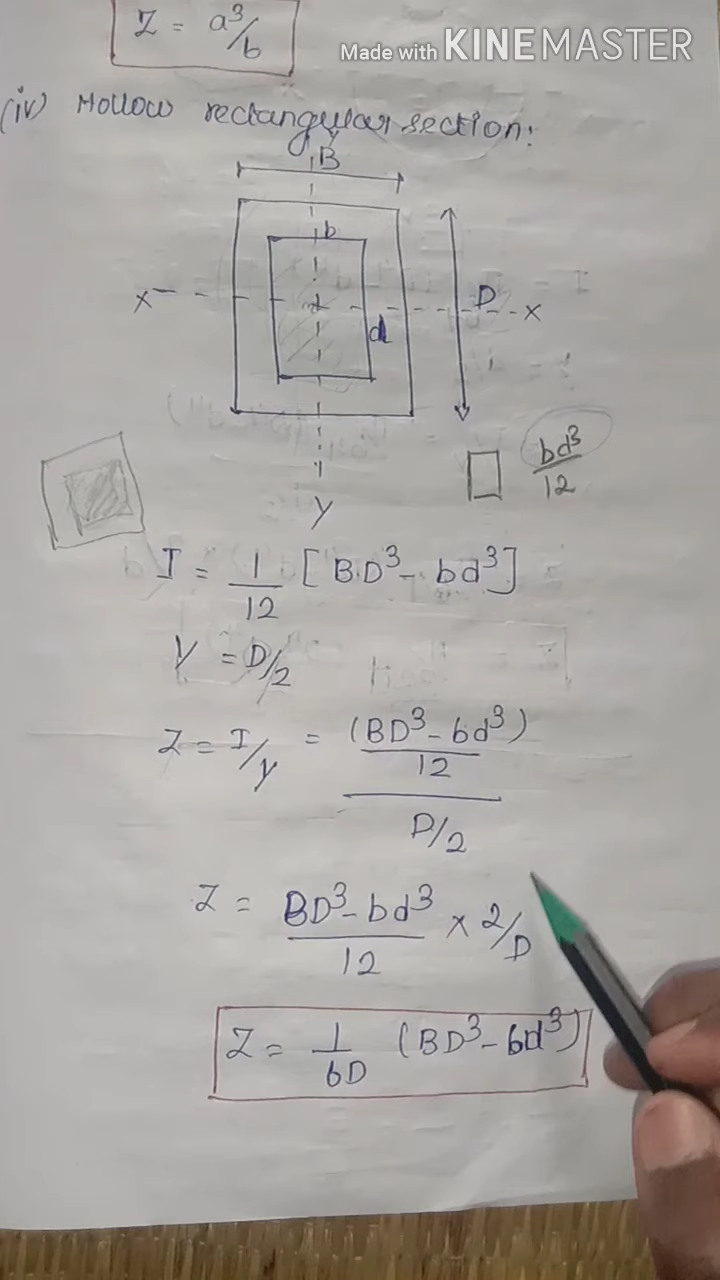 Z = a³/b
Made with KINEMASTER
(iv) Hollow rectangular section:
Y
B
b
X X
D
d
bd³/12
Y
I = 1/12 [BD³ - bd³]
Y = D/2
Z = I/Y = (BD³ - bd³)/12 / D/2
Z = BD³ - bd³/12 × 2/D
Z = 1/6D (BD³ - bd³)